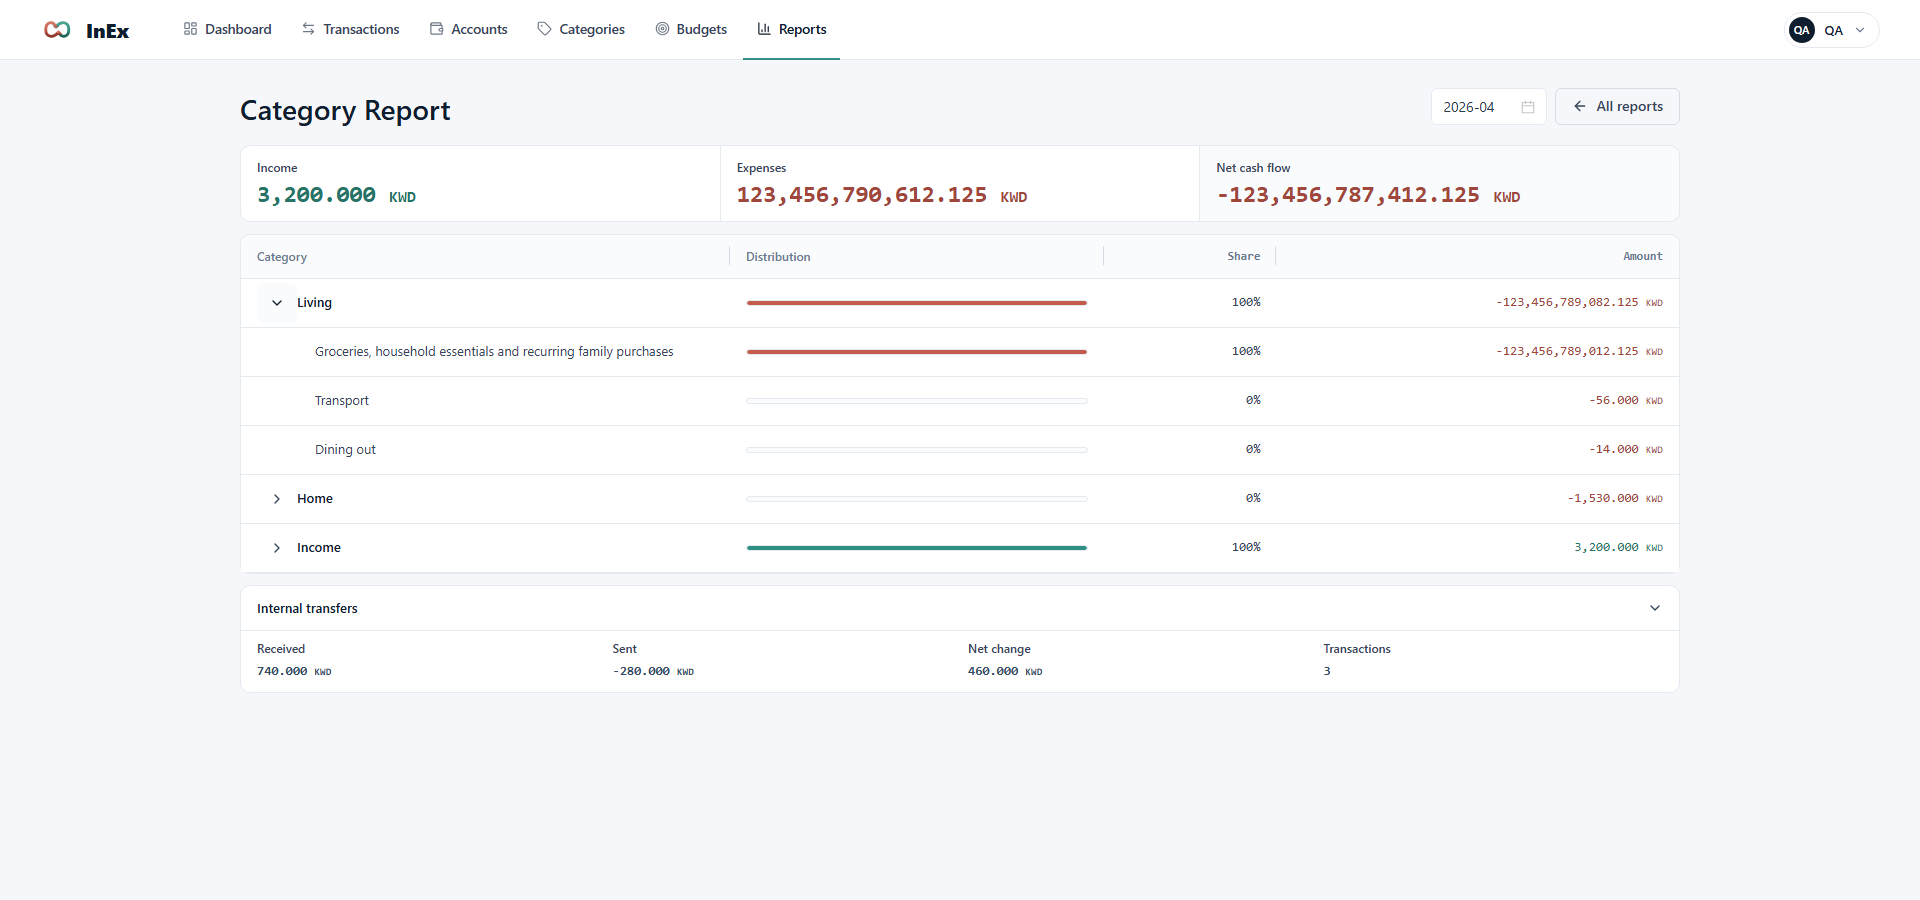 InEx
Dashboard
Transactions
Accounts
Categories
Budgets
Reports
QA
QA
Category Report
2026-04
All reports
Income
3,200.000 KWD
Expenses
123,456,790,612.125 KWD
Net cash flow
-123,456,787,412.125 KWD
Category Distribution Share Amount
Living 100% -123,456,789,082.125 KWD
Groceries, household essentials and recurring family purchases 100% -123,456,789,012.125 KWD
Transport 0% -56.000 KWD
Dining out 0% -14.000 KWD
Home 0% -1,530.000 KWD
Income 100% 3,200.000 KWD
Internal transfers
Received Sent Net change Transactions
740.000 KWD -280.000 KWD 460.000 KWD 3